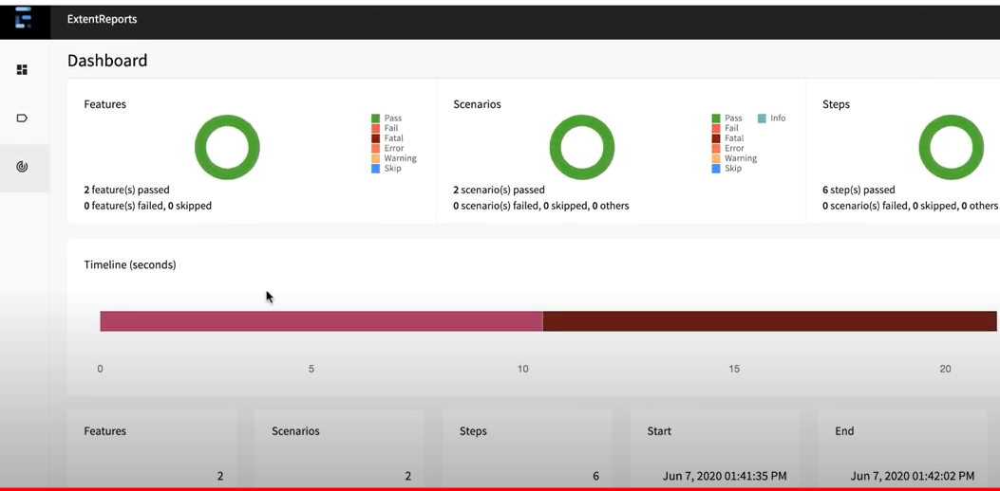 ExtentReports
Dashboard
Features
Pass
Fail
Fatal
Error
Warning
Skip
2 feature(s) passed
0 feature(s) failed, 0 skipped
Scenarios
Pass
Info
Fail
Fatal
Error
Warning
Skip
2 scenario(s) passed
0 scenario(s) failed, 0 skipped, 0 others
Steps
6 step(s) passed
0 scenario(s) failed, 0 skipped, 0 others
Timeline (seconds)
0 5 10 15 20
Features
2
Scenarios
2
Steps
6
Start
Jun 7, 2020 01:41:35 PM
End
Jun 7, 2020 01:42:02 PM